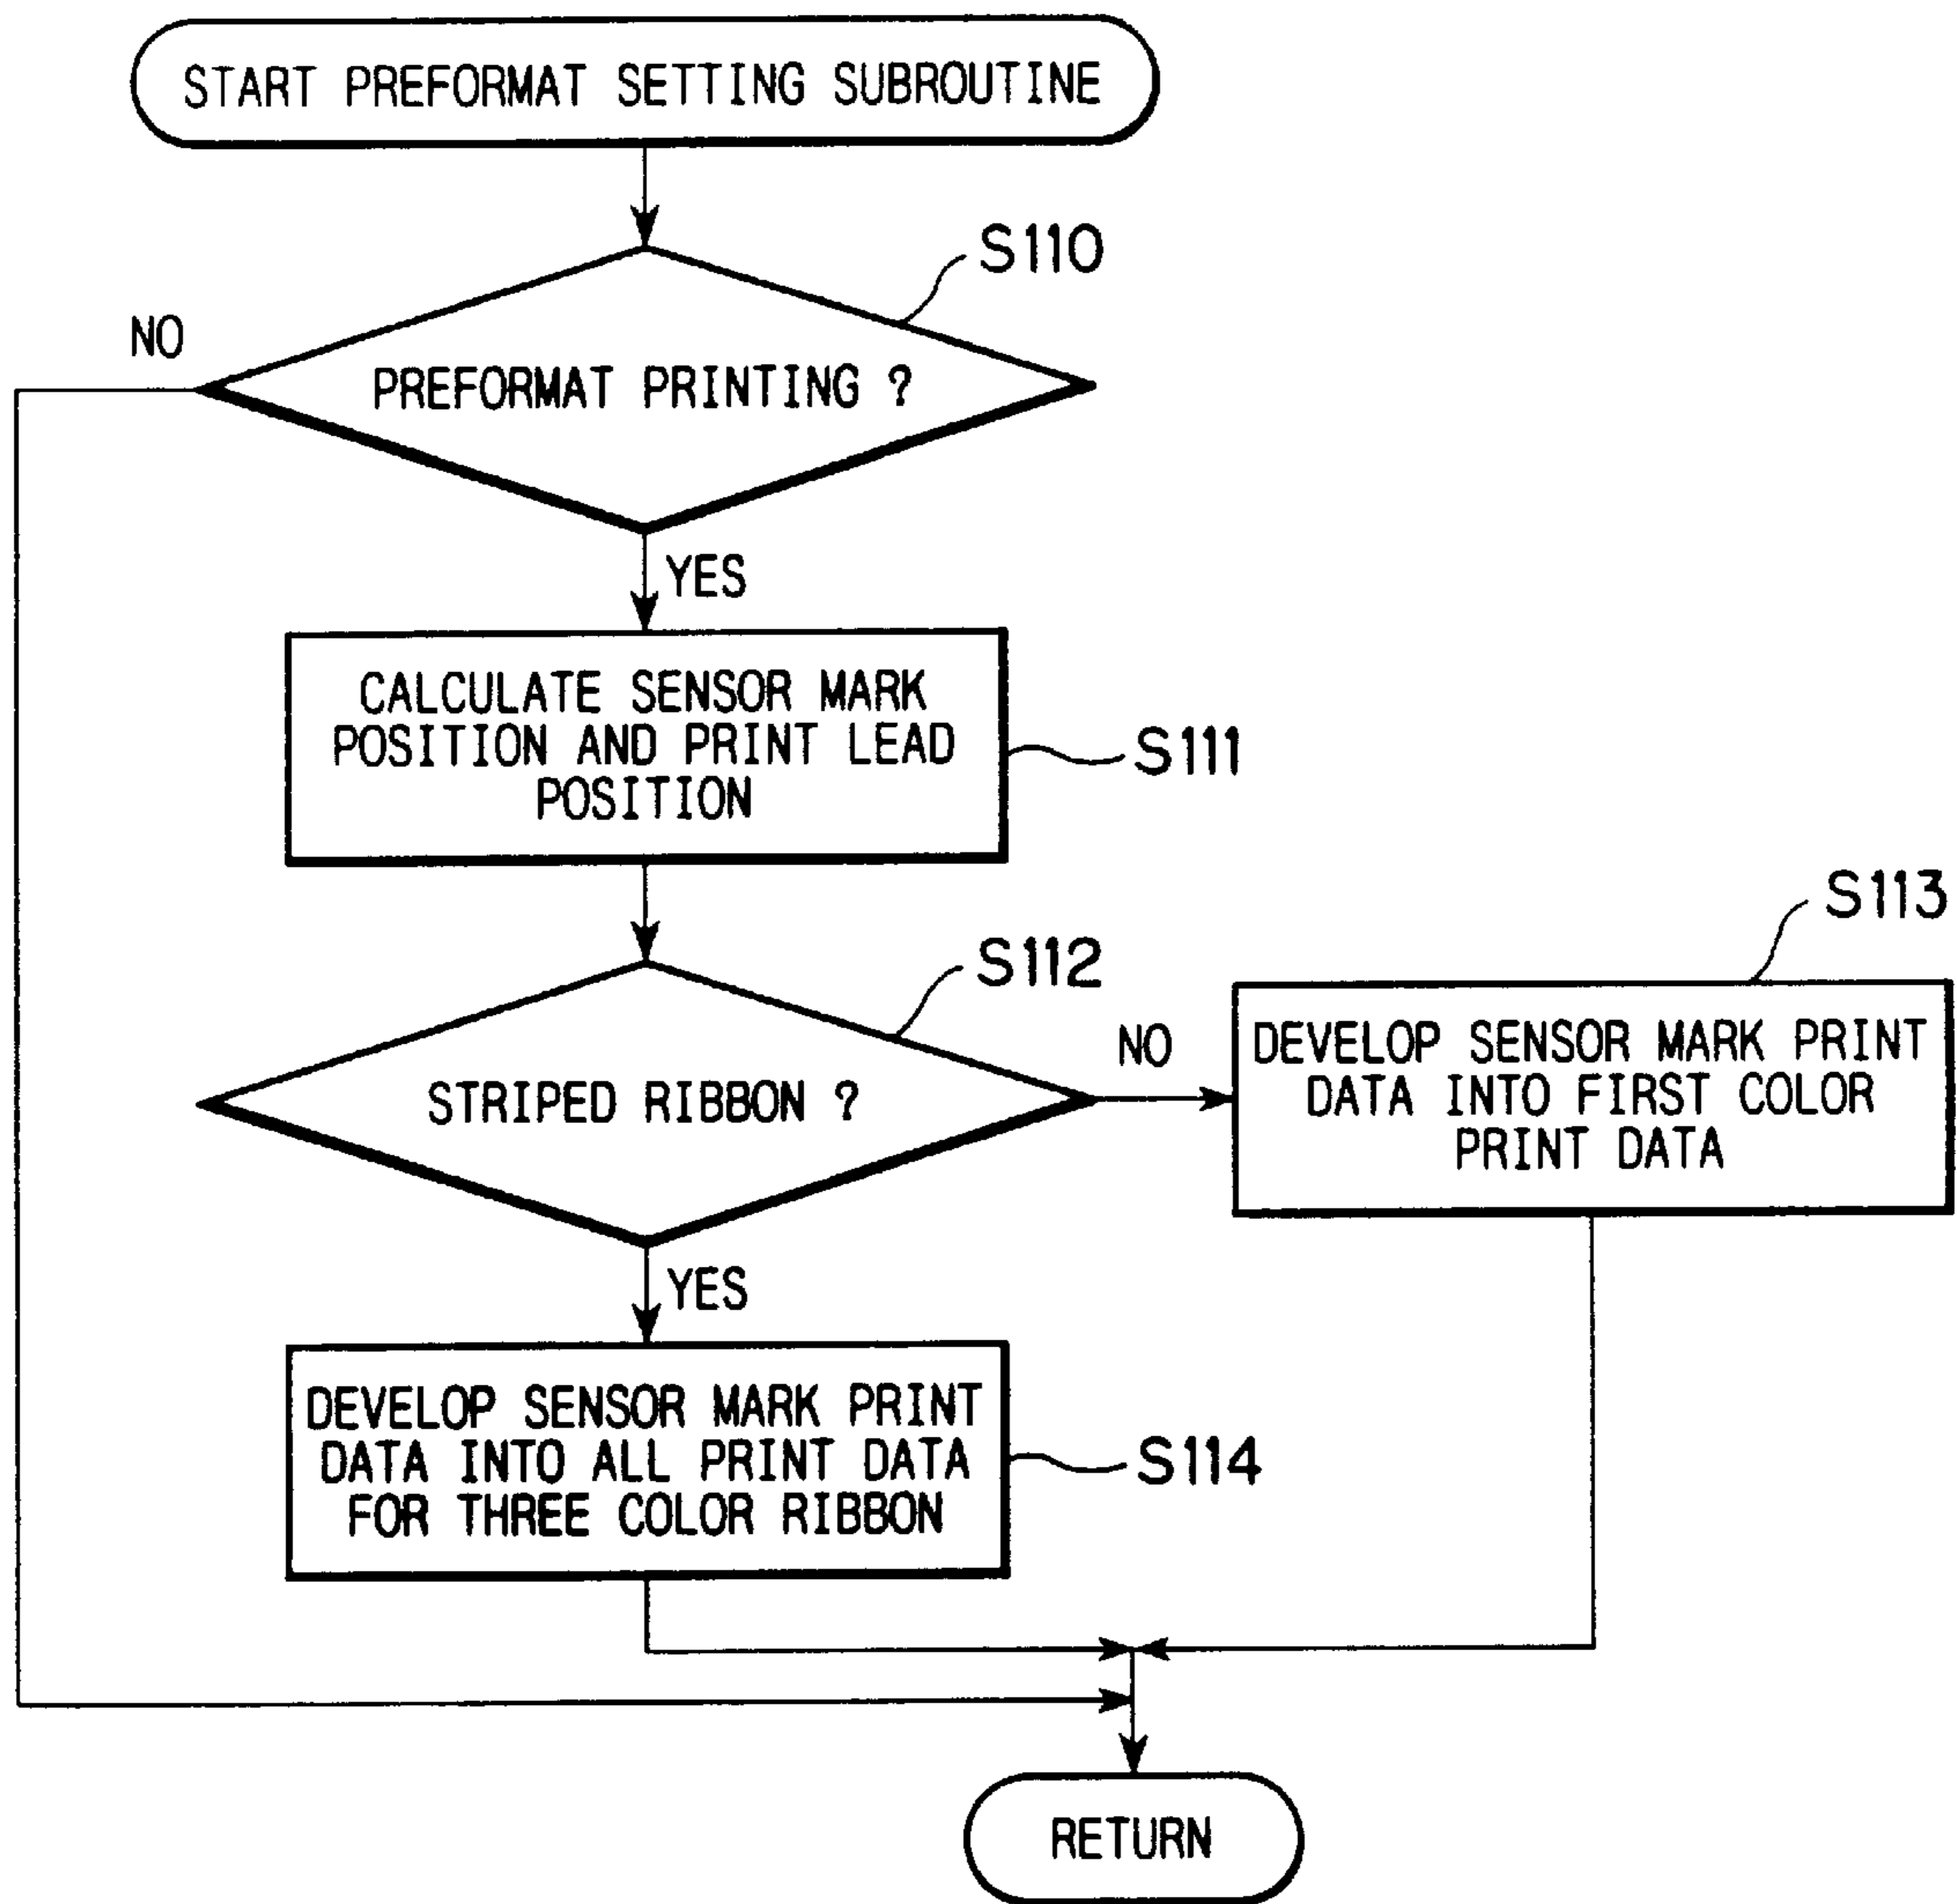 START PREFORMAT SETTING SUBROUTINE
S110
NO
PREFORMAT PRINTING ?
YES
CALCULATE SENSOR MARK
POSITION AND PRINT LEAD
POSITION
S111
S113
S112
NO
STRIPED RIBBON ?
DEVELOP SENSOR MARK PRINT
DATA INTO FIRST COLOR
PRINT DATA
YES
DEVELOP SENSOR MARK PRINT
DATA INTO ALL PRINT DATA
FOR THREE COLOR RIBBON
S114
RETURN